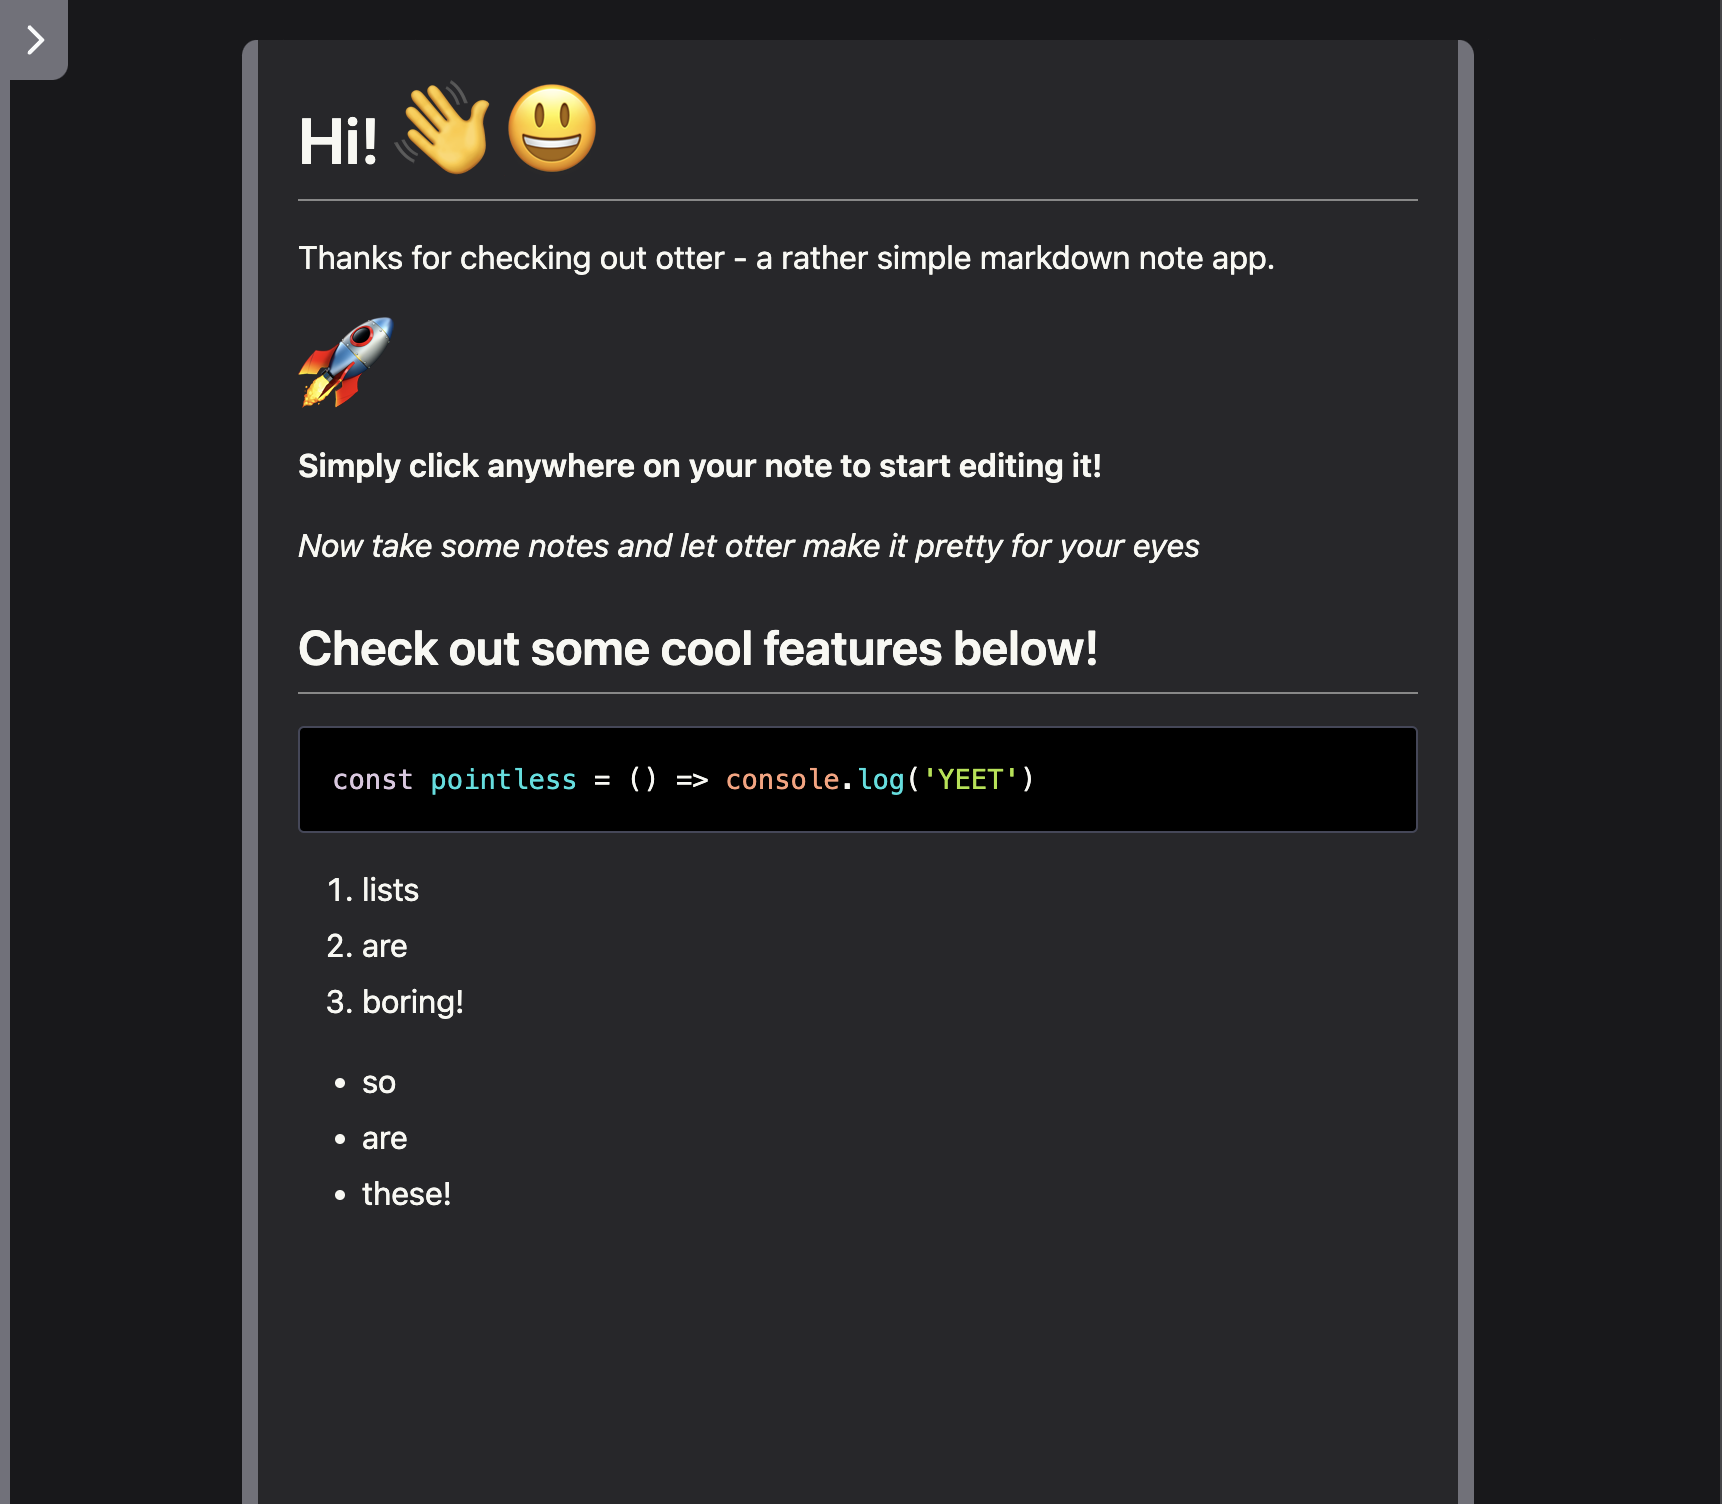 Hi! 👋 😃
Thanks for checking out otter - a rather simple markdown note app.
🚀
Simply click anywhere on your note to start editing it!
Now take some notes and let otter make it pretty for your eyes
Check out some cool features below!
const pointless = () => console.log('YEET')
1. lists
2. are
3. boring!
• so
• are
• these!